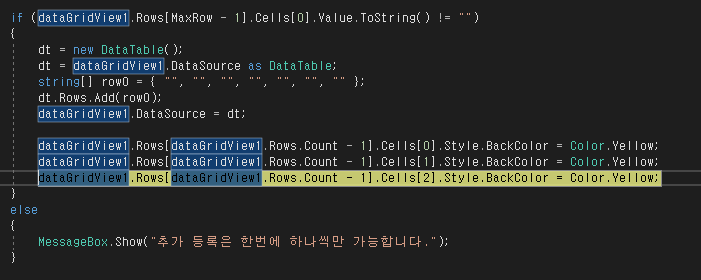 if (dataGridView1.Rows[MaxRow - 1].Cells[0].Value.ToString() != "")
{
dt = new DataTable();
dt = dataGridView1.DataSource as DataTable;
string[] row0 = { "", "", "", "", "", "", "" };
dt.Rows.Add(row0);
dataGridView1.DataSource = dt;
dataGridView1.Rows[dataGridView1.Rows.Count - 1].Cells[0].Style.BackColor = Color.Yellow;
dataGridView1.Rows[dataGridView1.Rows.Count - 1].Cells[1].Style.BackColor = Color.Yellow;
dataGridView1.Rows[dataGridView1.Rows.Count - 1].Cells[2].Style.BackColor = Color.Yellow;
}
else
{
MessageBox.Show("추가 등록은 한번에 하나씩만 가능합니다.");
}